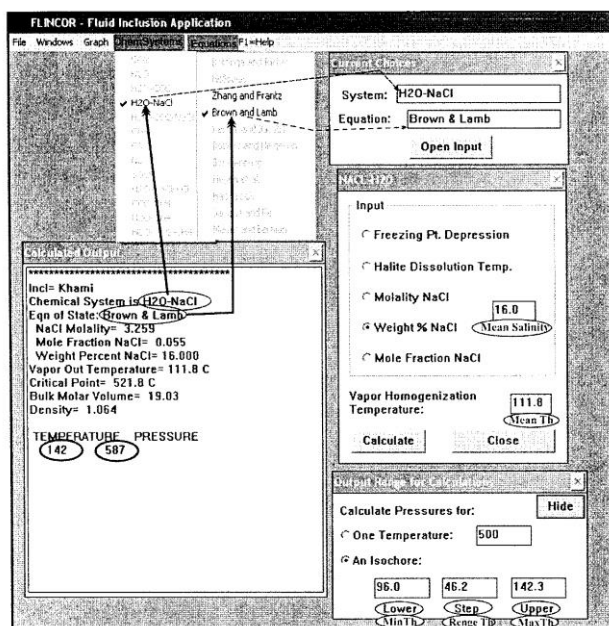 FLINCOR - Fluid Inclusion Application
File Windows Graph ChemSystems Equations F1=Help
H2O-NaCl
Zhang and Frantz
Brown and Lamb
Current Choices
System: H2O-NaCl
Equation: Brown & Lamb
Open Input
NACL-H2O
Input
Freezing Pt. Depression
Halite Dissolution Temp.
Molality NaCl
16.0
Weight % NaCl Mean Salinity
Mole Fraction NaCl
Vapor Homogenization
Temperature:
111.8
Mean Th
Calculate Close
Calculated Output
**********************************
Incl= Khami
Chemical System is H2O-NaCl
Eqn of State: Brown & Lamb
NaCl Molality= 3.259
Mole Fraction NaCl= 0.055
Weight Percent NaCl= 16.000
Vapor Out Temperature= 111.8 C
Critical Point= 521.8 C
Bulk Molar Volume= 19.03
Density= 1.064
TEMPERATURE PRESSURE
142 587
Output Range for Calculations
Hide
Calculate Pressures for:
One Temperature: 500
An Isochore:
96.0 46.2 142.3
Lower Step Upper
MinTh Range Th MaxTh